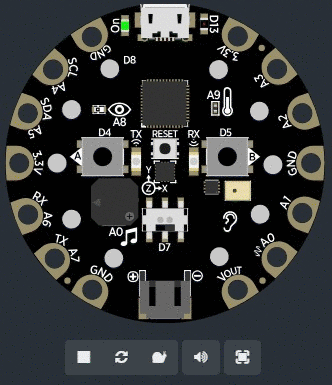 On
D13
GND
3.3V
D8
SCL
A4
A3
A9
SDA
A5
A8
A2
D4
TX
RESET
RX
D5
3.3V
A
B
GND
Y
Z
X
RX
A6
A1
A0
D7
TX
A7
A0
GND
VOUT